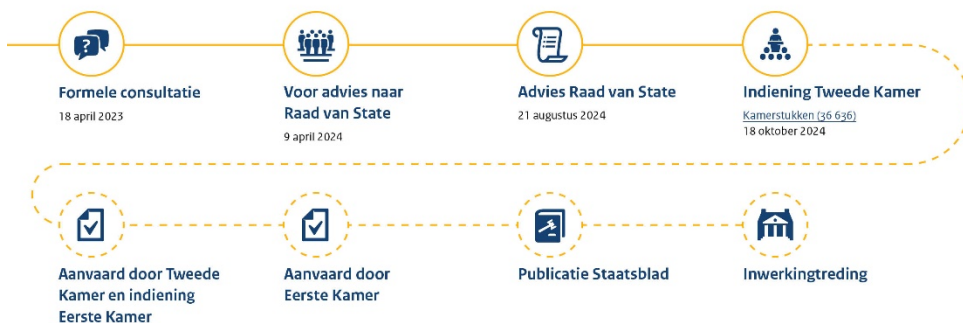 ?
Formele consultatie
18 april 2023
Voor advies naar
Raad van State
9 april 2024
Advies Raad van State
21 augustus 2024
Indiening Tweede Kamer
Kamerstukken (36 636)
18 oktober 2024
Aanvaard door Tweede
Kamer en indiening
Eerste Kamer
Aanvaard door
Eerste Kamer
Publicatie Staatsblad
Inwerkingtreding